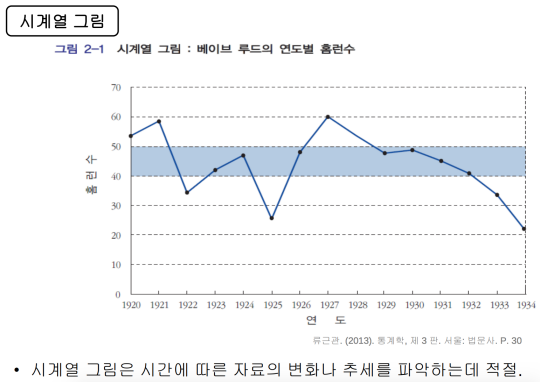 시계열 그림
그림 2-1 시계열 그림 : 베이브 루드의 연도별 홈런수
70
60
50
40
30
20
10
0
홈런수
1920 1921 1922 1923 1924 1925 1926 1927 1928 1929 1930 1931 1932 1933 1934
연 도
류근관. (2013). 통계학, 제 3 판. 서울: 법문사. P. 30
• 시계열 그림은 시간에 따른 자료의 변화나 추세를 파악하는데 적절.